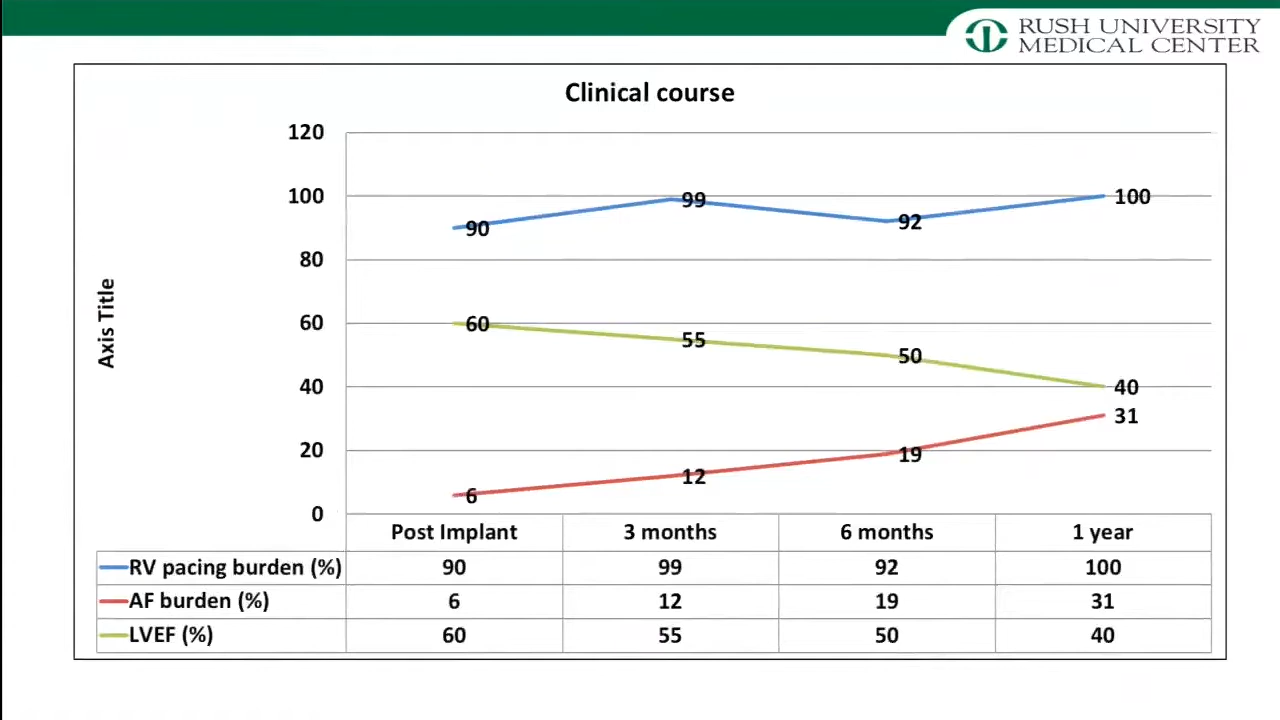 RUSH UNIVERSITY
MEDICAL CENTER
Clinical course
Axis Title
120
100
80
60
40
20
0
90
99
92
100
60
55
50
40
6
12
19
31
Post Implant 3 months 6 months 1 year
RV pacing burden (%) 90 99 92 100
AF burden (%) 6 12 19 31
LVEF (%) 60 55 50 40